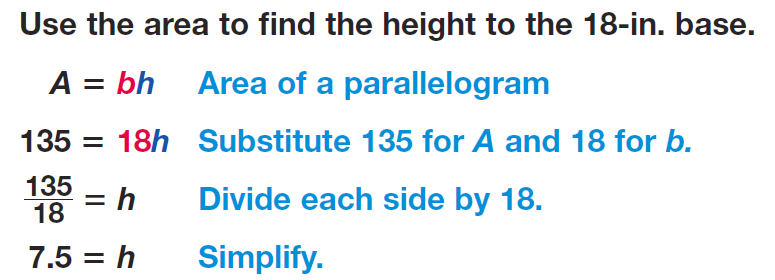 Use the area to find the height to the 18-in. base.
A = bh Area of a parallelogram
135 = 18h Substitute 135 for A and 18 for b.
135/18 = h Divide each side by 18.
7.5 = h Simplify.